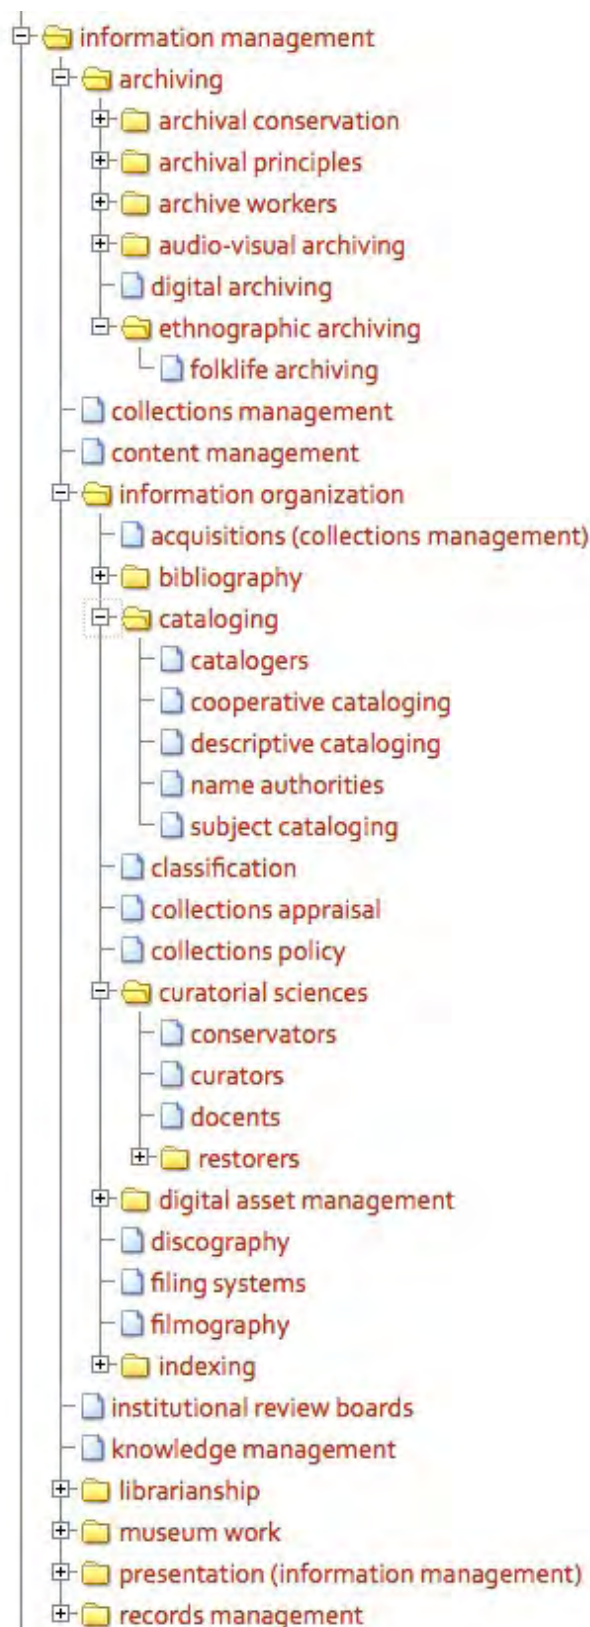 information management
archiving
archival conservation
archival principles
archive workers
audio-visual archiving
digital archiving
ethnographic archiving
folklife archiving
collections management
content management
information organization
acquisitions (collections management)
bibliography
cataloging
catalogers
cooperative cataloging
descriptive cataloging
name authorities
subject cataloging
classification
collections appraisal
collections policy
curatorial sciences
conservators
curators
docents
restorers
digital asset management
discography
filing systems
filmography
indexing
institutional review boards
knowledge management
librarianship
museum work
presentation (information management)
records management